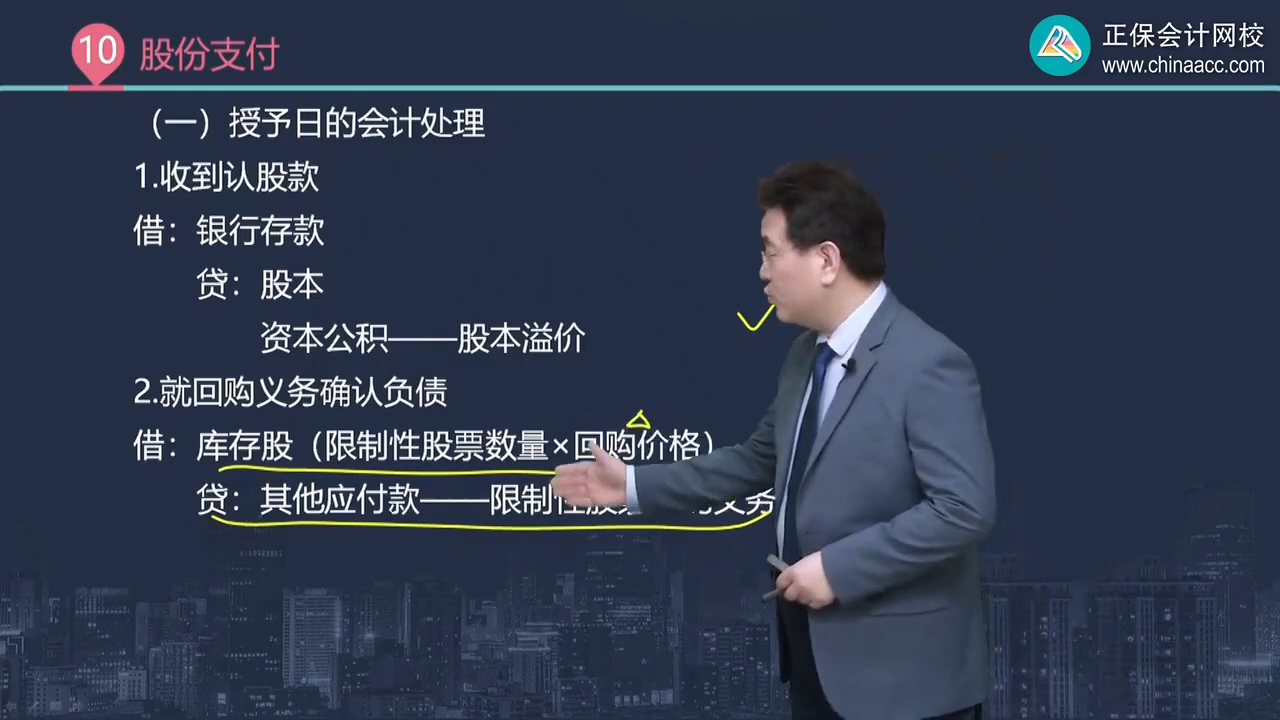 10 股份支付
正保会计网校
www.chinaacc.com
（一）授予日的会计处理
1.收到认股款
借：银行存款
贷：股本
资本公积——股本溢价
2.就回购义务确认负债
借：库存股（限制性股票数量×回购价格）
贷：其他应付款——限制性股 义务